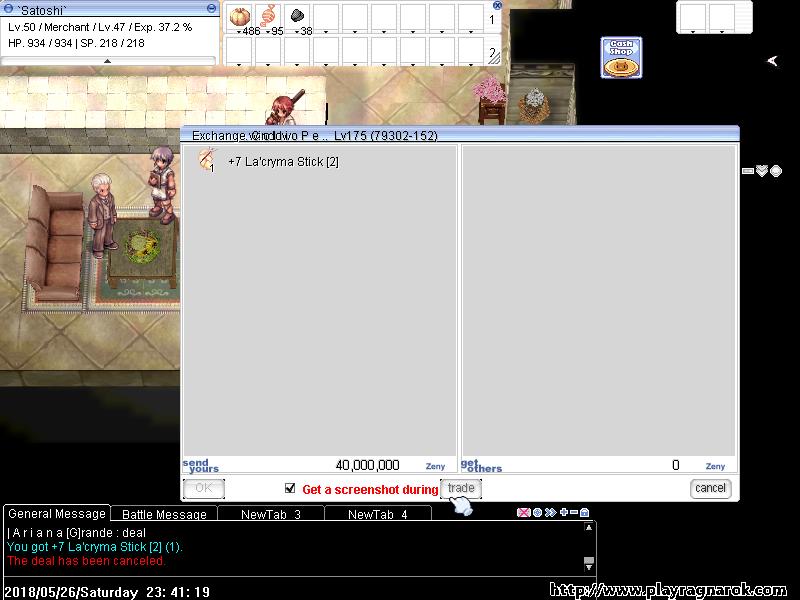 `Satoshi`
Lv.50 / Merchant / Lv.47 / Exp. 37.2 %
HP. 934 / 934 | SP. 218 / 218
486 95 38
1
2
Cash Shop
Lv175 (79302-152)
1 +7 La'cryma Stick [2]
send yours 40,000,000 Zeny
get others 0 Zeny
OK
Get a screenshot during
trade
cancel
General Message Battle Message NewTab 3 NewTab 4
| A r i a n a [G]rande : deal
You got +7 La'cryma Stick [2] (1).
The deal has been canceled.
2018/05/26/Saturday 23: 41: 19
http://www.playragnarok.com